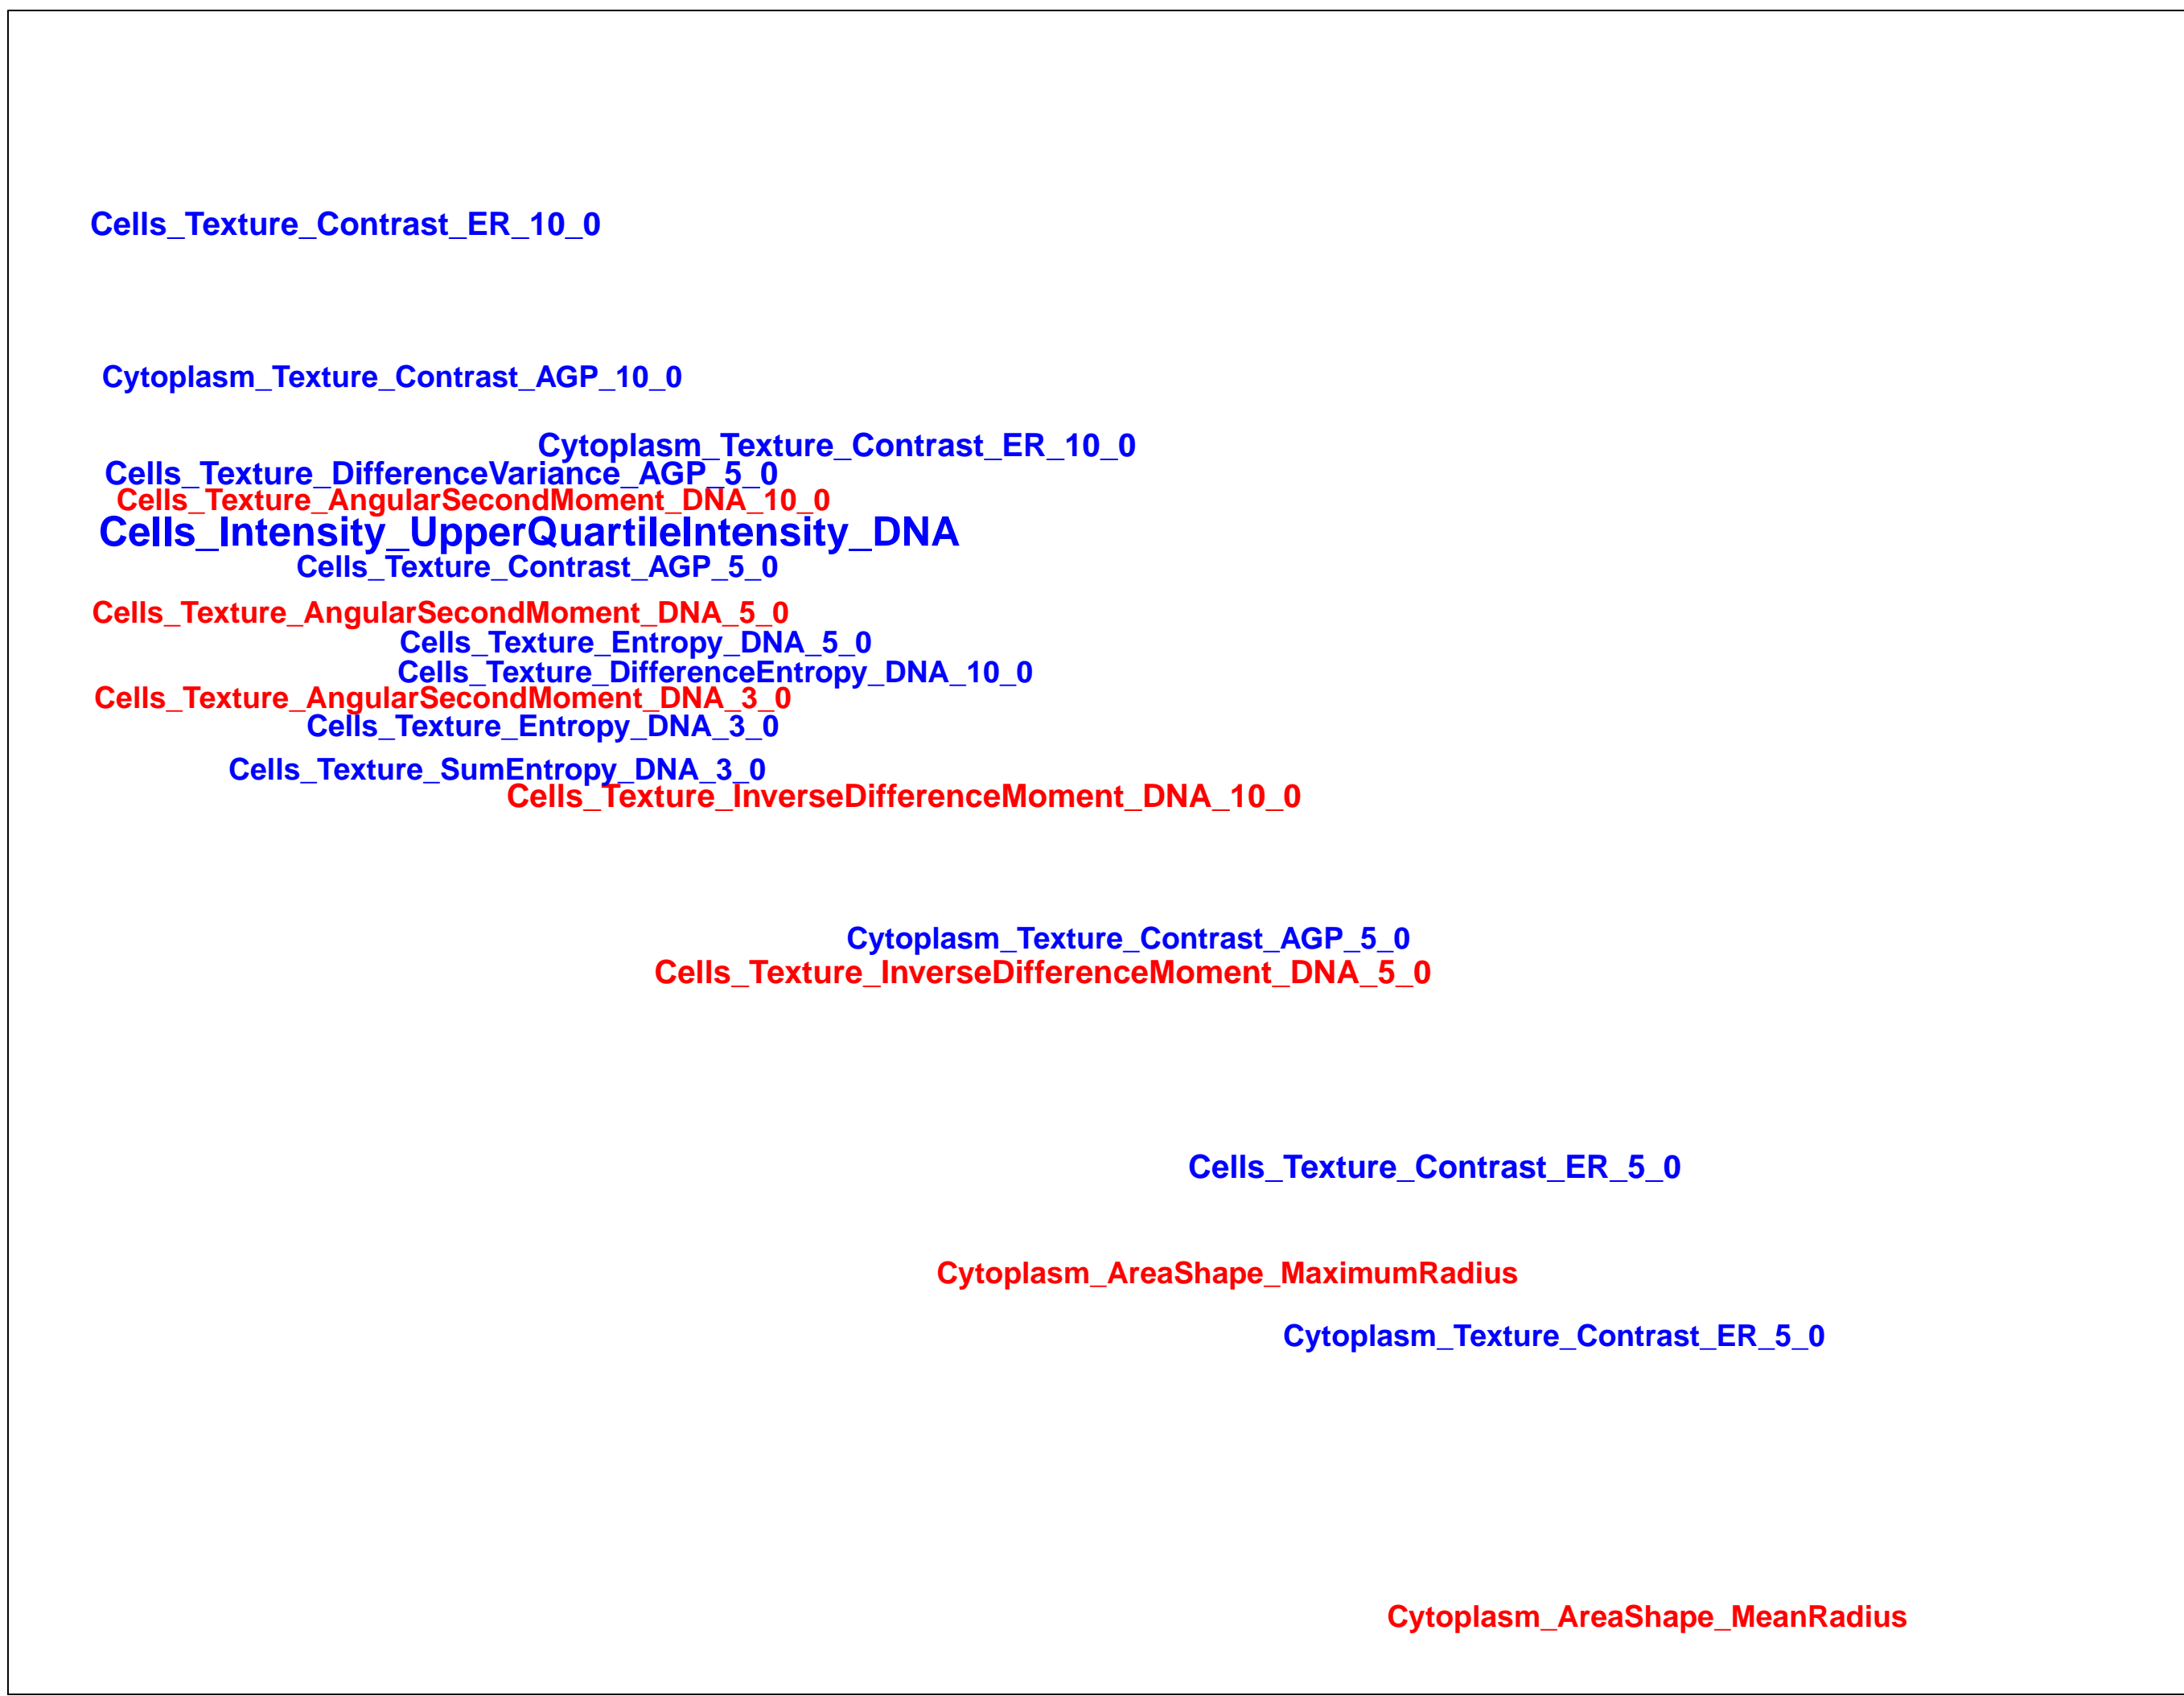 Cells_Texture_Contrast_ER_10_0
Cytoplasm_Texture_Contrast_AGP_10_0
Cytoplasm_Texture_Contrast_ER_10_0
Cells_Texture_DifferenceVariance_AGP_5_0
Cells_Texture_AngularSecondMoment_DNA_10_0
Cells_Intensity_UpperQuartileIntensity_DNA
Cells_Texture_Contrast_AGP_5_0
Cells_Texture_AngularSecondMoment_DNA_5_0
Cells_Texture_Entropy_DNA_5_0
Cells_Texture_DifferenceEntropy_DNA_10_0
Cells_Texture_AngularSecondMoment_DNA_3_0
Cells_Texture_Entropy_DNA_3_0
Cells_Texture_SumEntropy_DNA_3_0
Cells_Texture_InverseDifferenceMoment_DNA_10_0
Cytoplasm_Texture_Contrast_AGP_5_0
Cells_Texture_InverseDifferenceMoment_DNA_5_0
Cells_Texture_Contrast_ER_5_0
Cytoplasm_AreaShape_MaximumRadius
Cytoplasm_Texture_Contrast_ER_5_0
Cytoplasm_AreaShape_MeanRadius